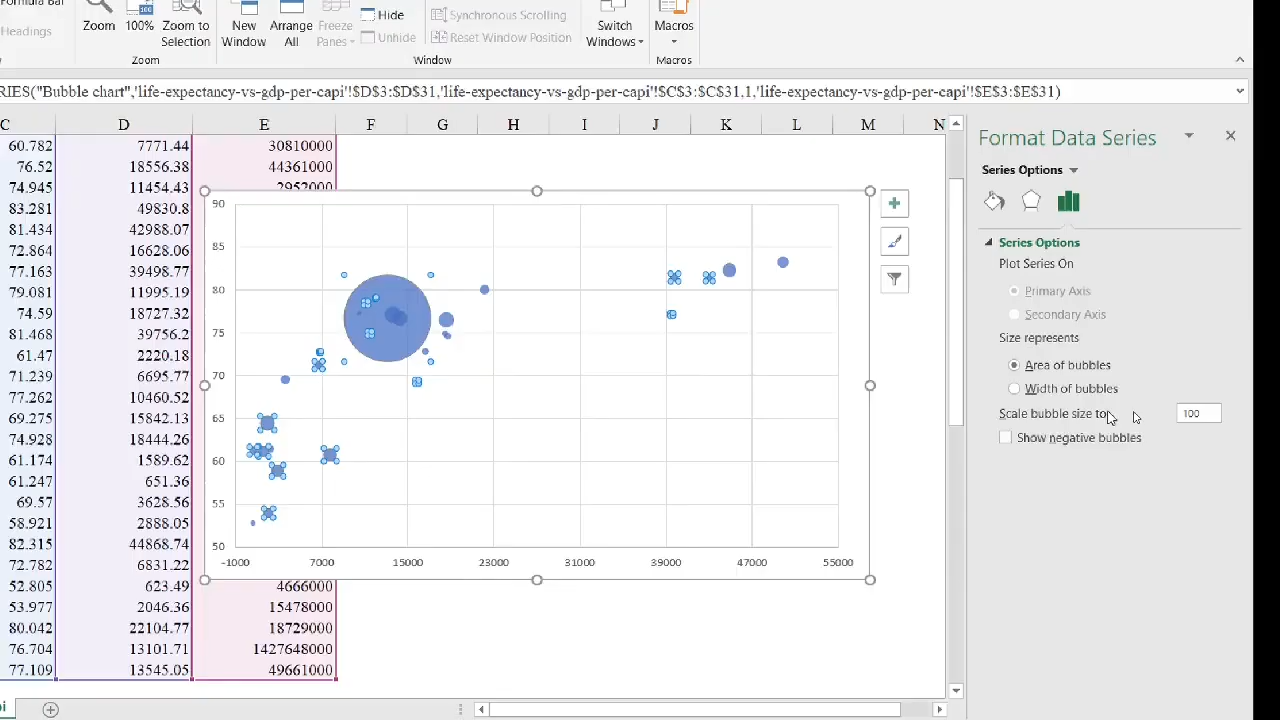 Formula Bar
Headings
Zoom
100%
Zoom to
Selection
Zoom
New
Window
Arrange
All
Freeze
Panes
Hide
Unhide
Synchronous Scrolling
Reset Window Position
Window
Switch
Windows
Macros
Macros
RIES("Bubble chart",'life-expectancy-vs-gdp-per-capi'!$D$3:$D$31,'life-expectancy-vs-gdp-per-capi'!$C$3:$C$31,1,'life-expectancy-vs-gdp-per-capi'!$E$3:$E$31)
C D E F G H I J K L M N
60.782 7771.44 30810000
76.52 18556.38 44361000
74.945 11454.43 2952000
83.281 49830.8
81.434 42988.07
72.864 16628.06
77.163 39498.77
79.081 11995.19
74.59 18727.32
81.468 39756.2
61.47 2220.18
71.239 6695.77
77.262 10460.52
69.275 15842.13
74.928 18444.26
61.174 1589.62
61.247 651.36
69.57 3628.56
58.921 2888.05
82.315 44868.74
72.782 6831.22
52.805 623.49 4666000
53.977 2046.36 15478000
80.042 22104.77 18729000
76.704 13101.71 1427648000
77.109 13545.05 49661000
90
85
80
75
70
65
60
55
50
-1000 7000 15000 23000 31000 39000 47000 55000
Format Data Series
Series Options
Series Options
Plot Series On
Primary Axis
Secondary Axis
Size represents
Area of bubbles
Width of bubbles
Scale bubble size to 100
Show negative bubbles